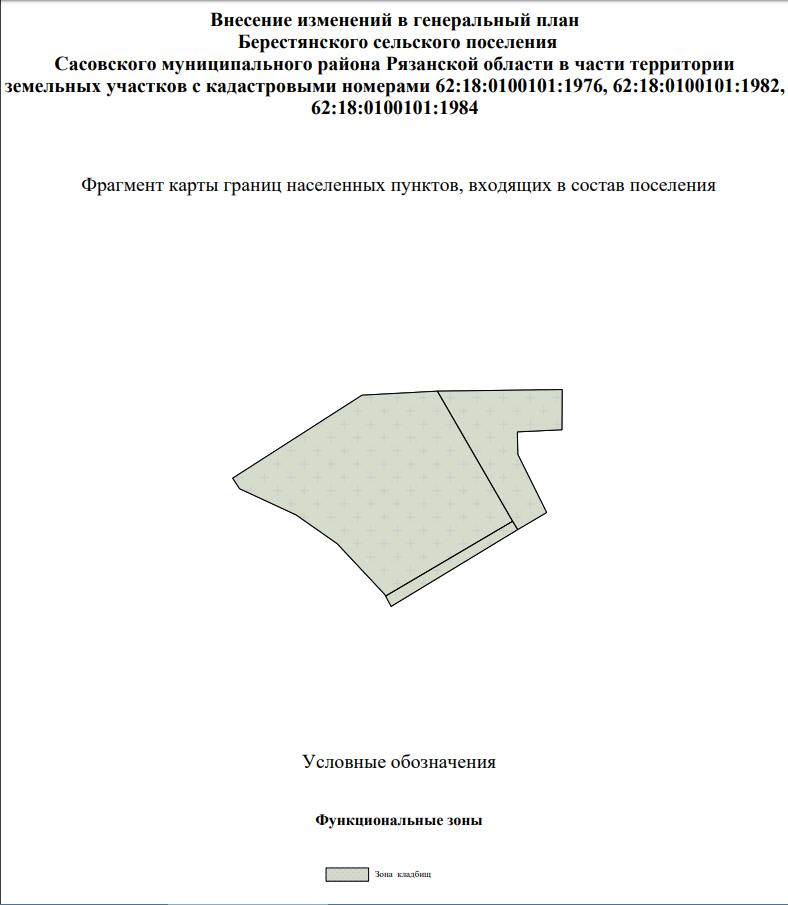 Внесение изменений в генеральный план
Берестянского сельского поселения
Сасовского муниципального района Рязанской области в части территории
земельных участков с кадастровыми номерами 62:18:0100101:1976, 62:18:0100101:1982,
62:18:0100101:1984
Фрагмент карты границ населенных пунктов, входящих в состав поселения
Условные обозначения
Функциональные зоны
Зона кладбищ